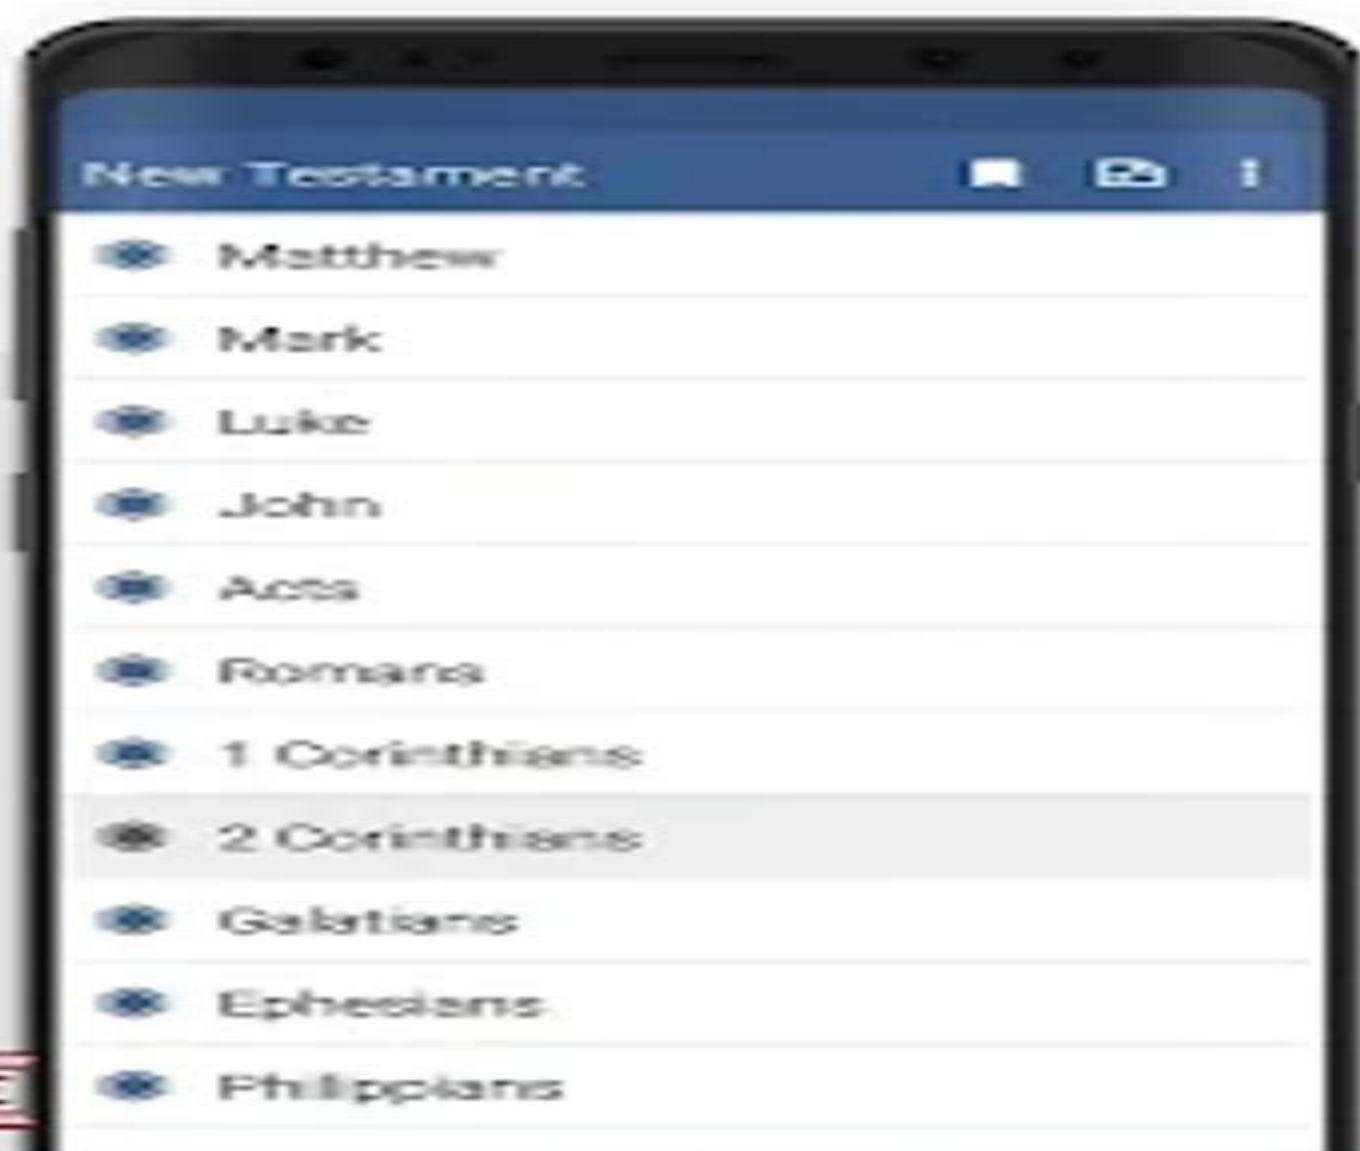 New Testament
Matthew
Mark
Luke
John
Acts
Romans
1 Corinthians
2 Corinthians
Galatians
Ephesians
Philippians